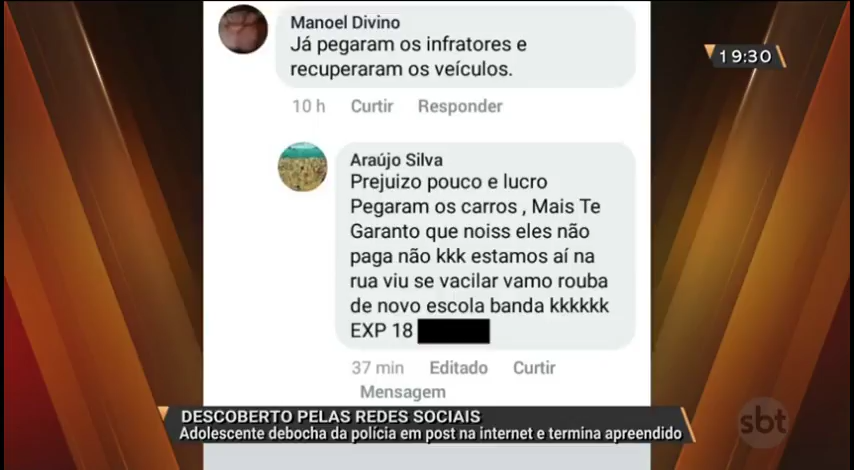 Manoel Divino
Já pegaram os infratores e
recuperaram os veículos.
10 h Curtir Responder
19:30
Araújo Silva
Prejuizo pouco e lucro
Pegaram os carros , Mais Te
Garanto que noiss eles não
paga não kkk estamos aí na
rua viu se vacilar vamo rouba
de novo escola banda kkkkkk
EXP 18
37 min Editado Curtir
Mensagem
DESCOBERTO PELAS REDES SOCIAIS
Adolescente debocha da polícia em post na internet e termina apreendido
sbt